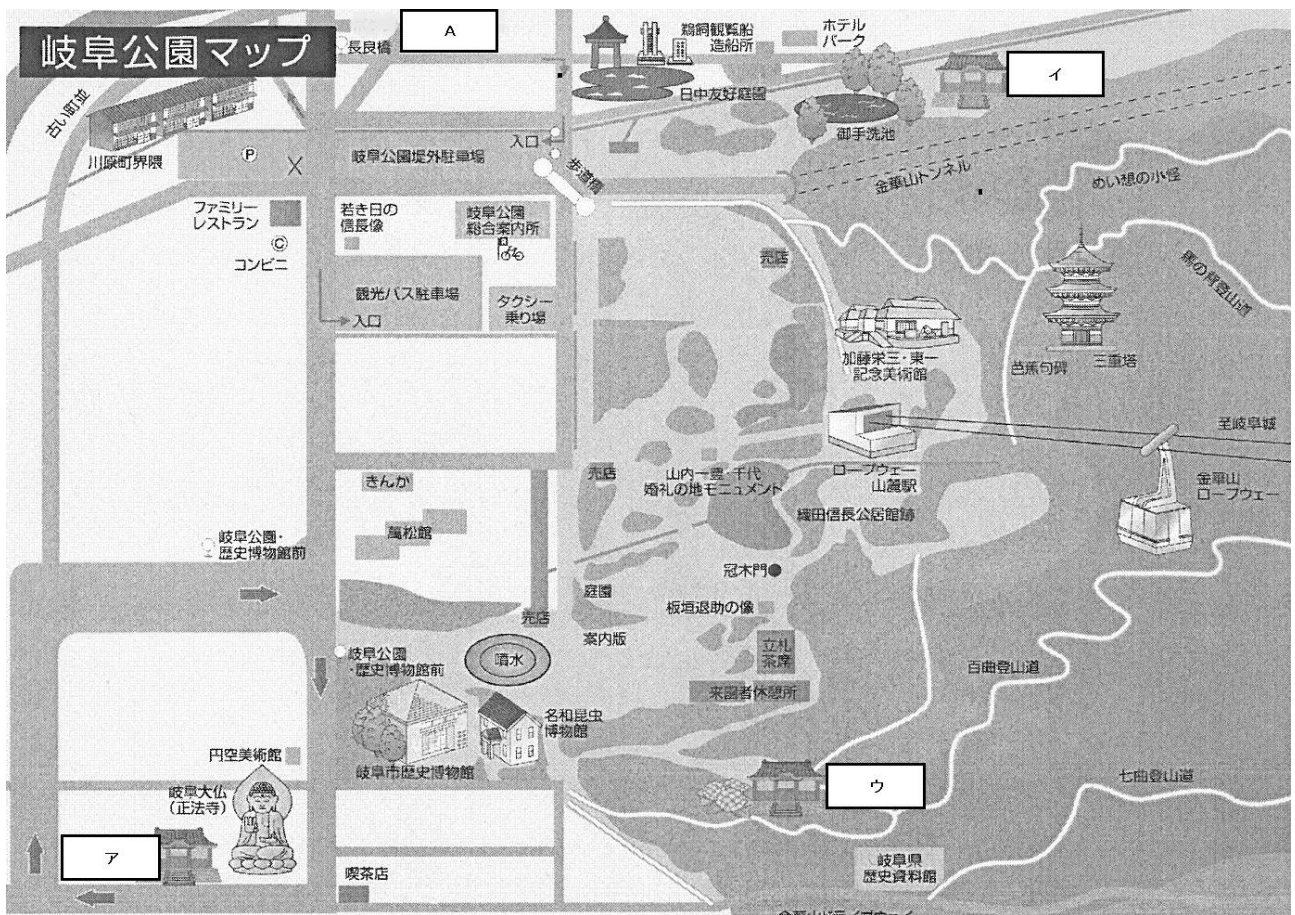 岐阜公園マップ
A
長良橋
鵜飼観覧船
造船所
ホテル
パーク
イ
日中友好庭園
御手洗池
古い町並
川原町界隈
P
岐阜公園堤外駐車場
入口
歩道橋
金華山トンネル
めい想の小径
馬の背登山道
ファミリー
レストラン
C
コンビニ
若き日の
信長像
岐阜公園
総合案内所
観光バス駐車場
入口
タクシー
乗り場
売店
加藤栄三・東一
記念美術館
芭蕉句碑
三重塔
至岐阜城
金華山
ロープウェー
ロープウェー
山麓駅
山内一豊・千代
婚礼の地モニュメント
売店
織田信長公居館跡
きんか
萬松館
岐阜公園・
歴史博物館前
冠木門
板垣退助の像
庭園
案内版
売店
噴水
立札
茶席
来園者休憩所
岐阜公園
・歴史博物館前
名和昆虫
博物館
岐阜市歴史博物館
百曲登山道
七曲登山道
円空美術館
岐阜大仏
(正法寺)
ア
ウ
喫茶店
岐阜県
歴史資料館